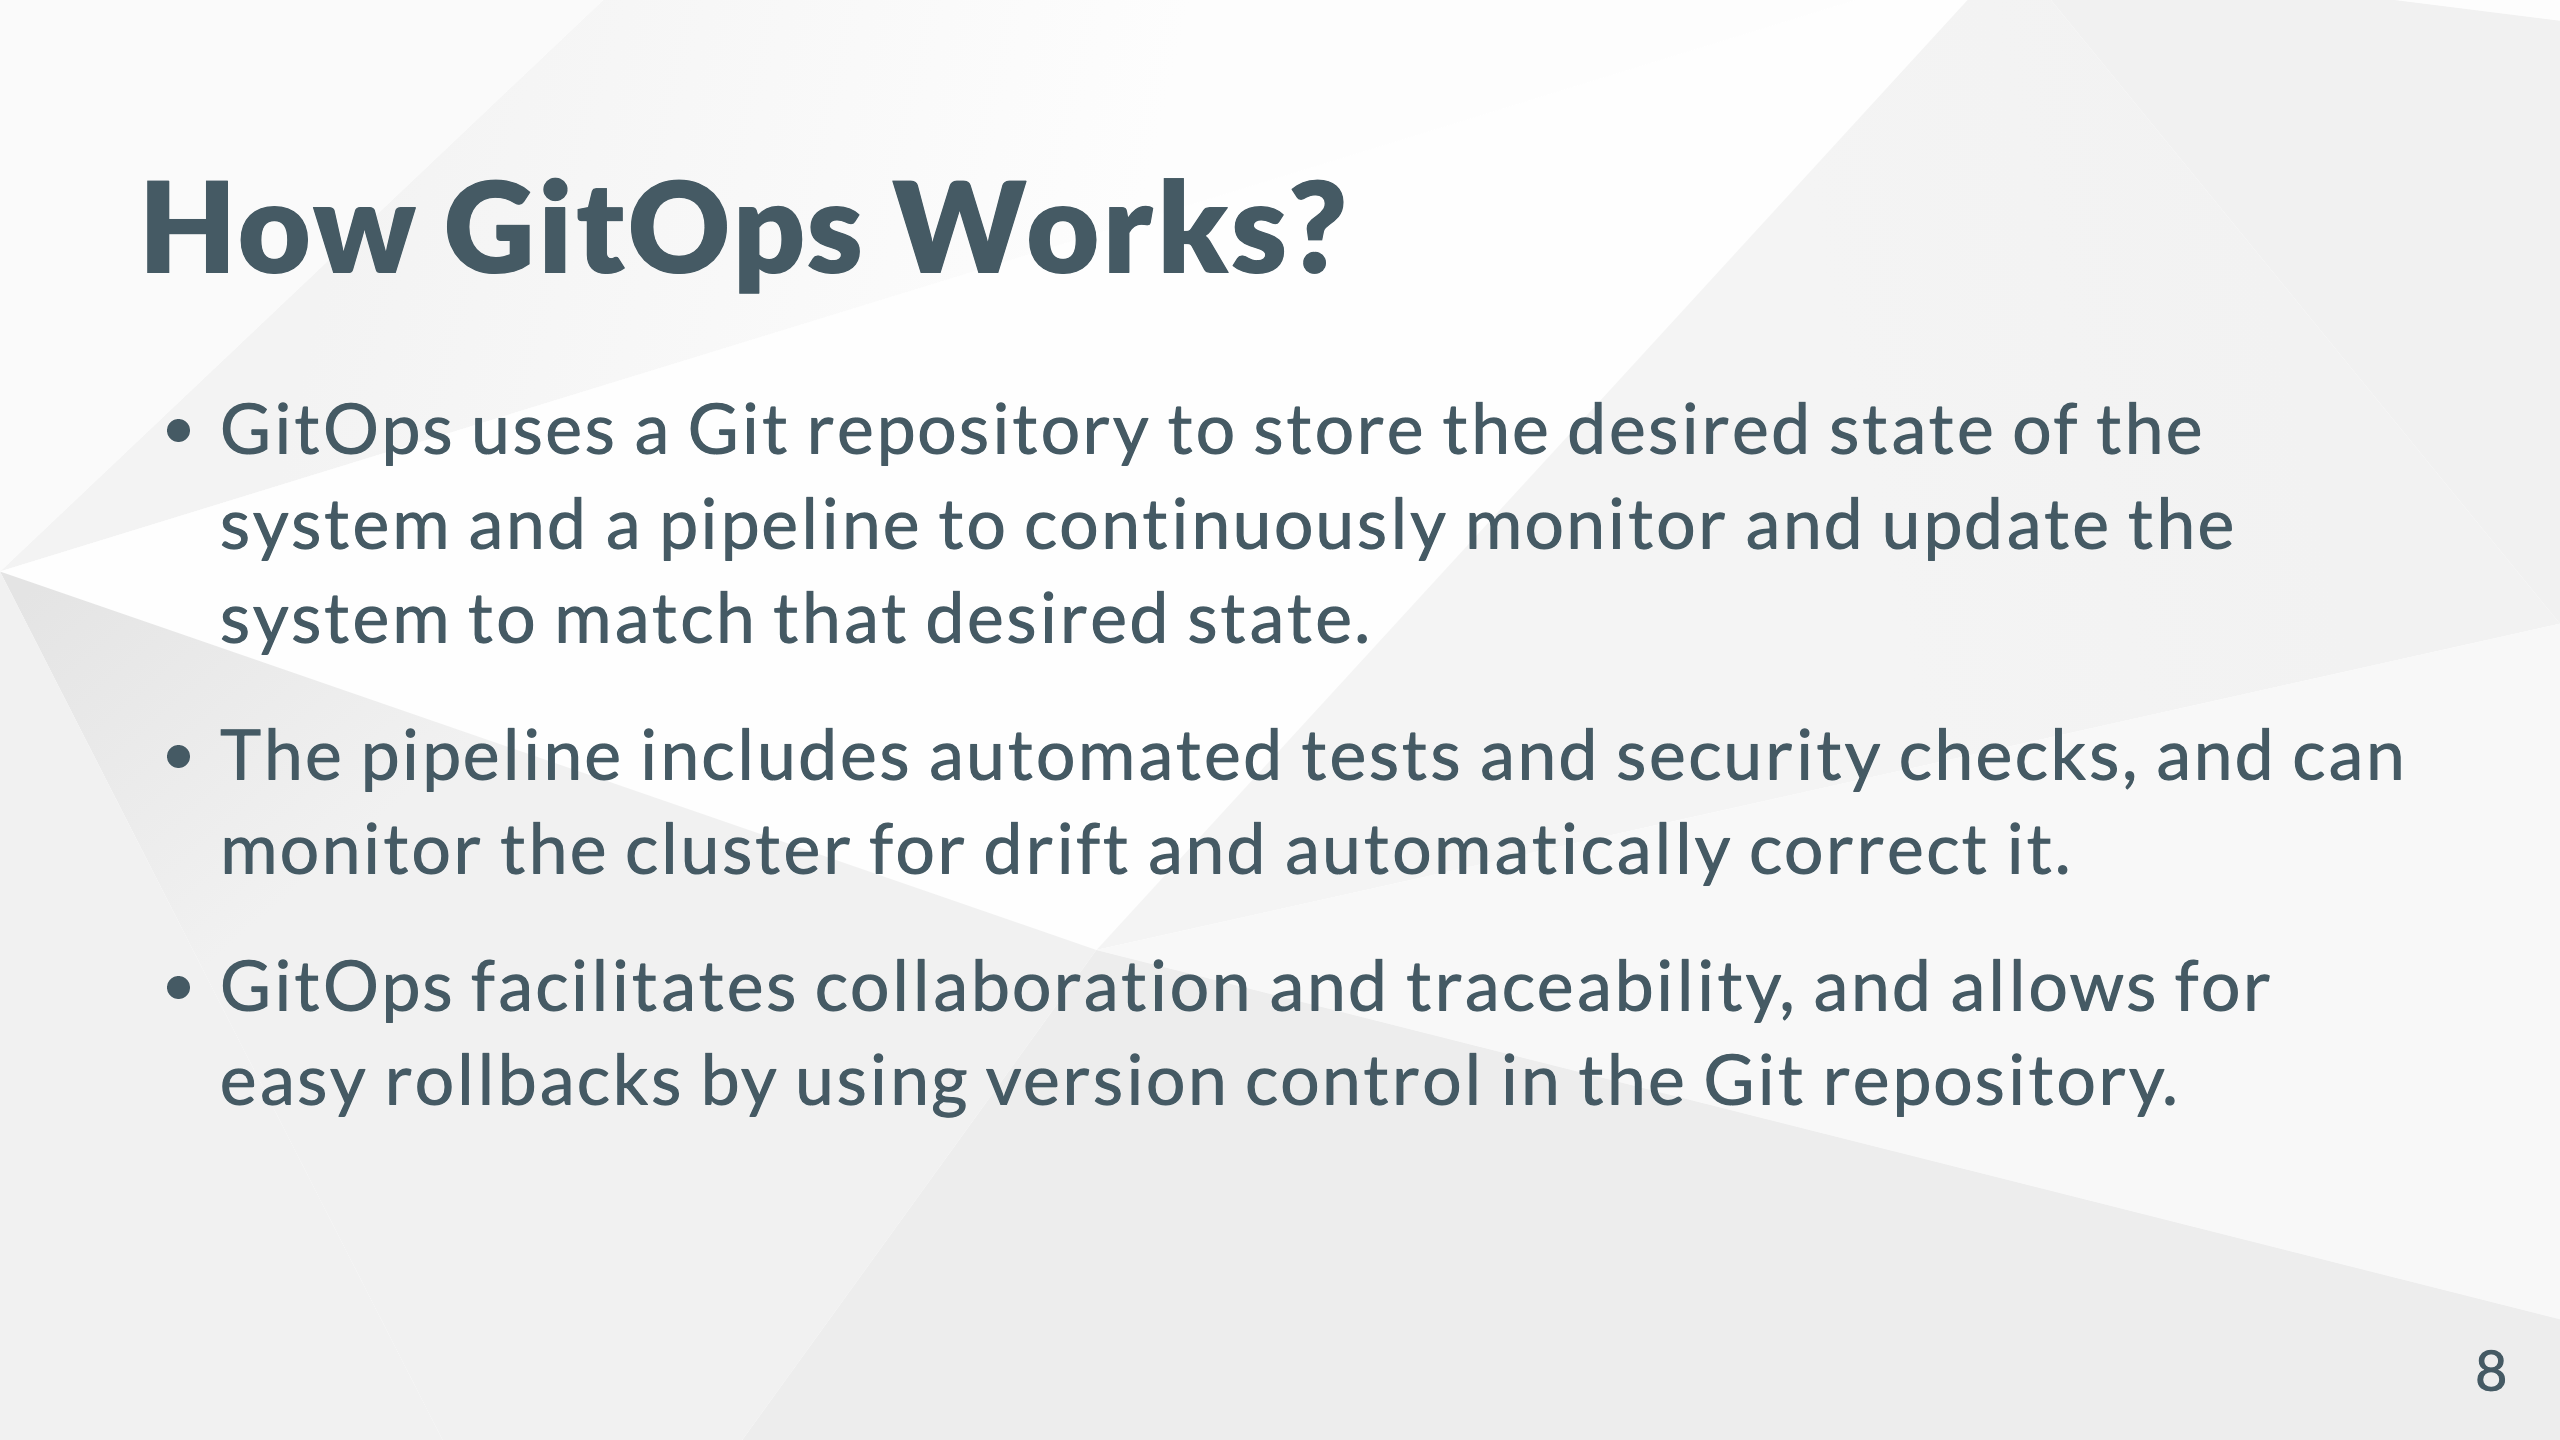 How GitOps Works?
• GitOps uses a Git repository to store the desired state of the
system and a pipeline to continuously monitor and update the
system to match that desired state.
• The pipeline includes automated tests and security checks, and can
monitor the cluster for drift and automatically correct it.
• GitOps facilitates collaboration and traceability, and allows for
easy rollbacks by using version control in the Git repository.
8